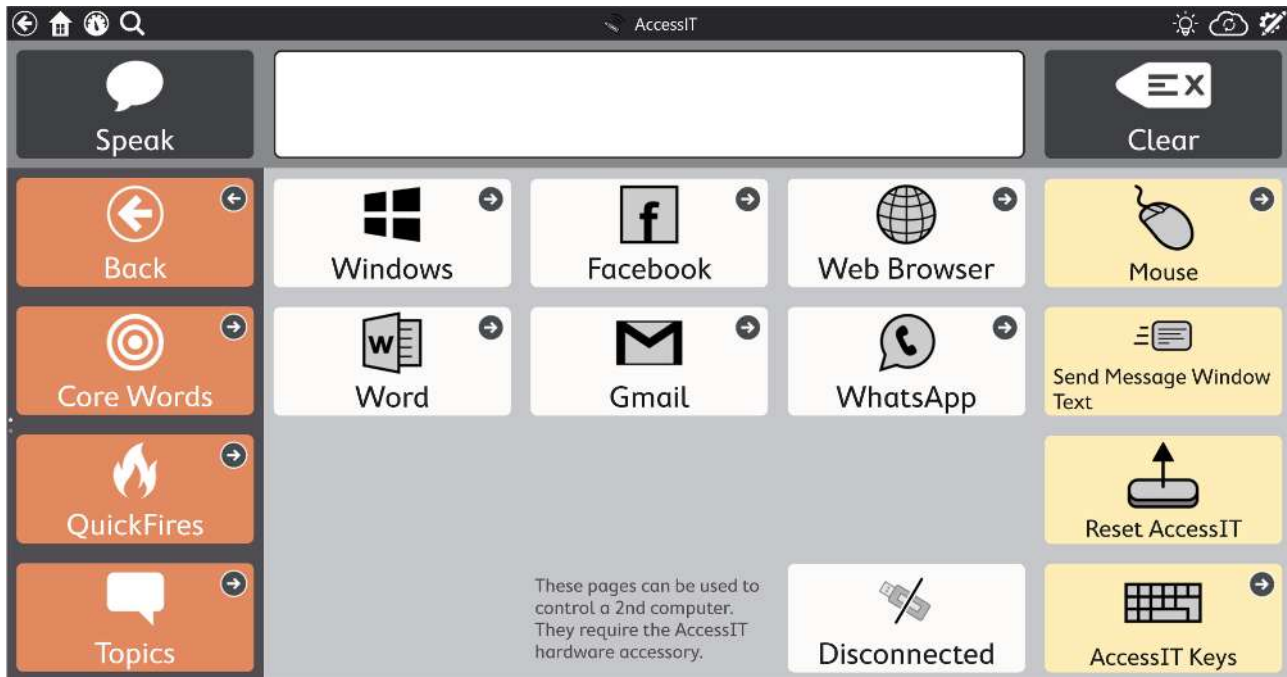 AccessIT
Speak
Clear
Back
Windows
Facebook
Web Browser
Mouse
Core Words
Word
Gmail
WhatsApp
Send Message Window
Text
QuickFires
Reset AccessIT
Topics
These pages can be used to
control a 2nd computer.
They require the AccessIT
hardware accessory.
Disconnected
AccessIT Keys